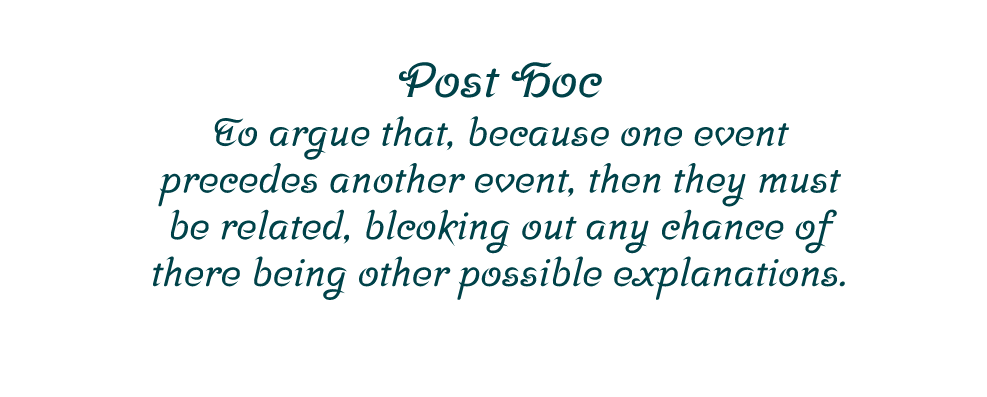 Post Hoc
To argue that, because one event
precedes another event, then they must
be related, blcoking out any chance of
there being other possible explanations.